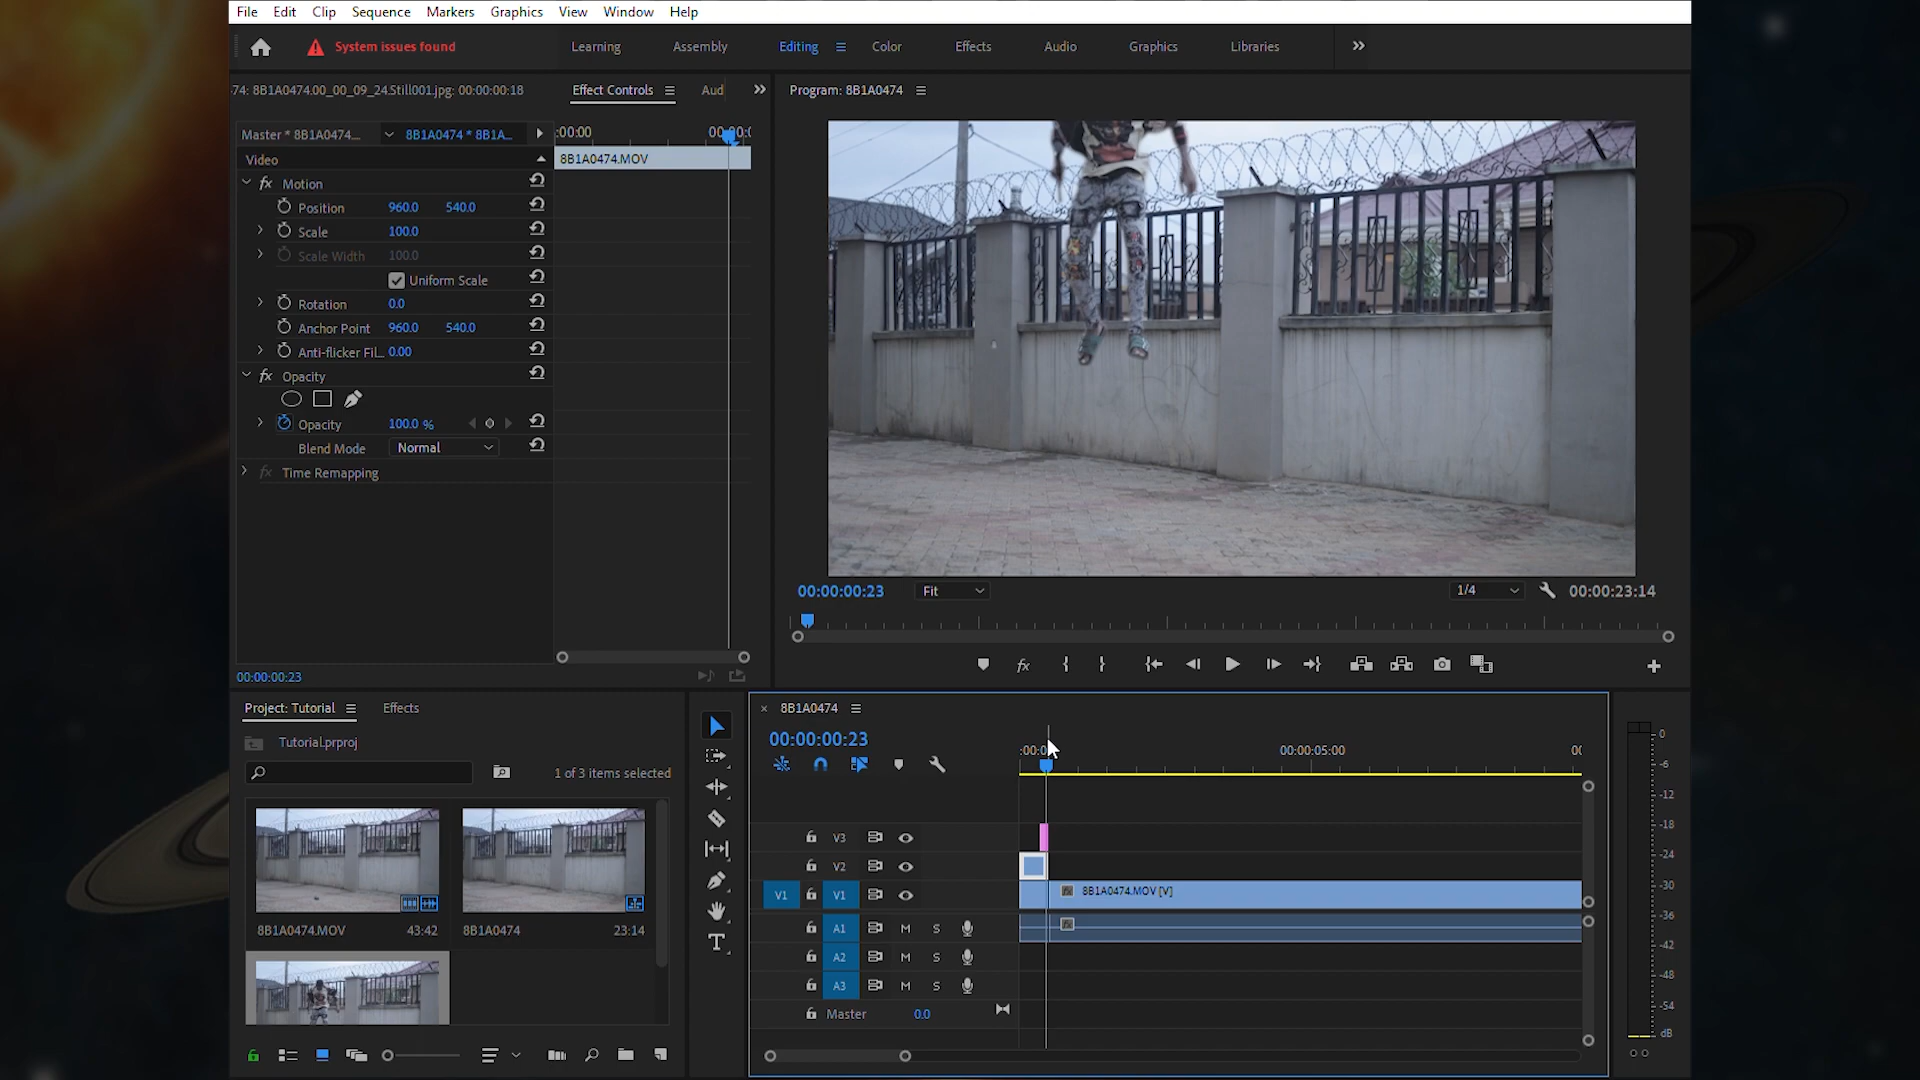 File Edit Clip Sequence Markers Graphics View Window Help
System issues found
Learning Assembly Editing Color Effects Audio Graphics Libraries
74: 8B1A0474.00_00_09_24.Still001.jpg: 00:00:00:18
Effect Controls
Aud
Master * 8B1A0474...
8B1A0474 * 8B1A...
:00:00
8B1A0474.MOV
Video
fx Motion
Position 960.0 540.0
Scale 100.0
Scale Width 100.0
Uniform Scale
Rotation 0.0
Anchor Point 960.0 540.0
Anti-flicker Fil... 0.00
fx Opacity
Opacity 100.0 %
Blend Mode Normal
fx Time Remapping
00:00:00:23
Program: 8B1A0474
00:00:00:23 Fit 1/4 00:00:23:14
fx
Project: Tutorial
Effects
Tutorial.prproj
1 of 3 items selected
8B1A0474.MOV 43:42
8B1A0474 23:14
T
× 8B1A0474
00:00:00:23
:00:0
00:00:05:00
00
V3
V2
V1 V1
fx 8B1A0474.MOV [V]
A1 M S
fx
A2 M S
A3 M S
Master 0.0
0
-6
-12
-18
-24
-30
-36
-42
-48
-54
dB